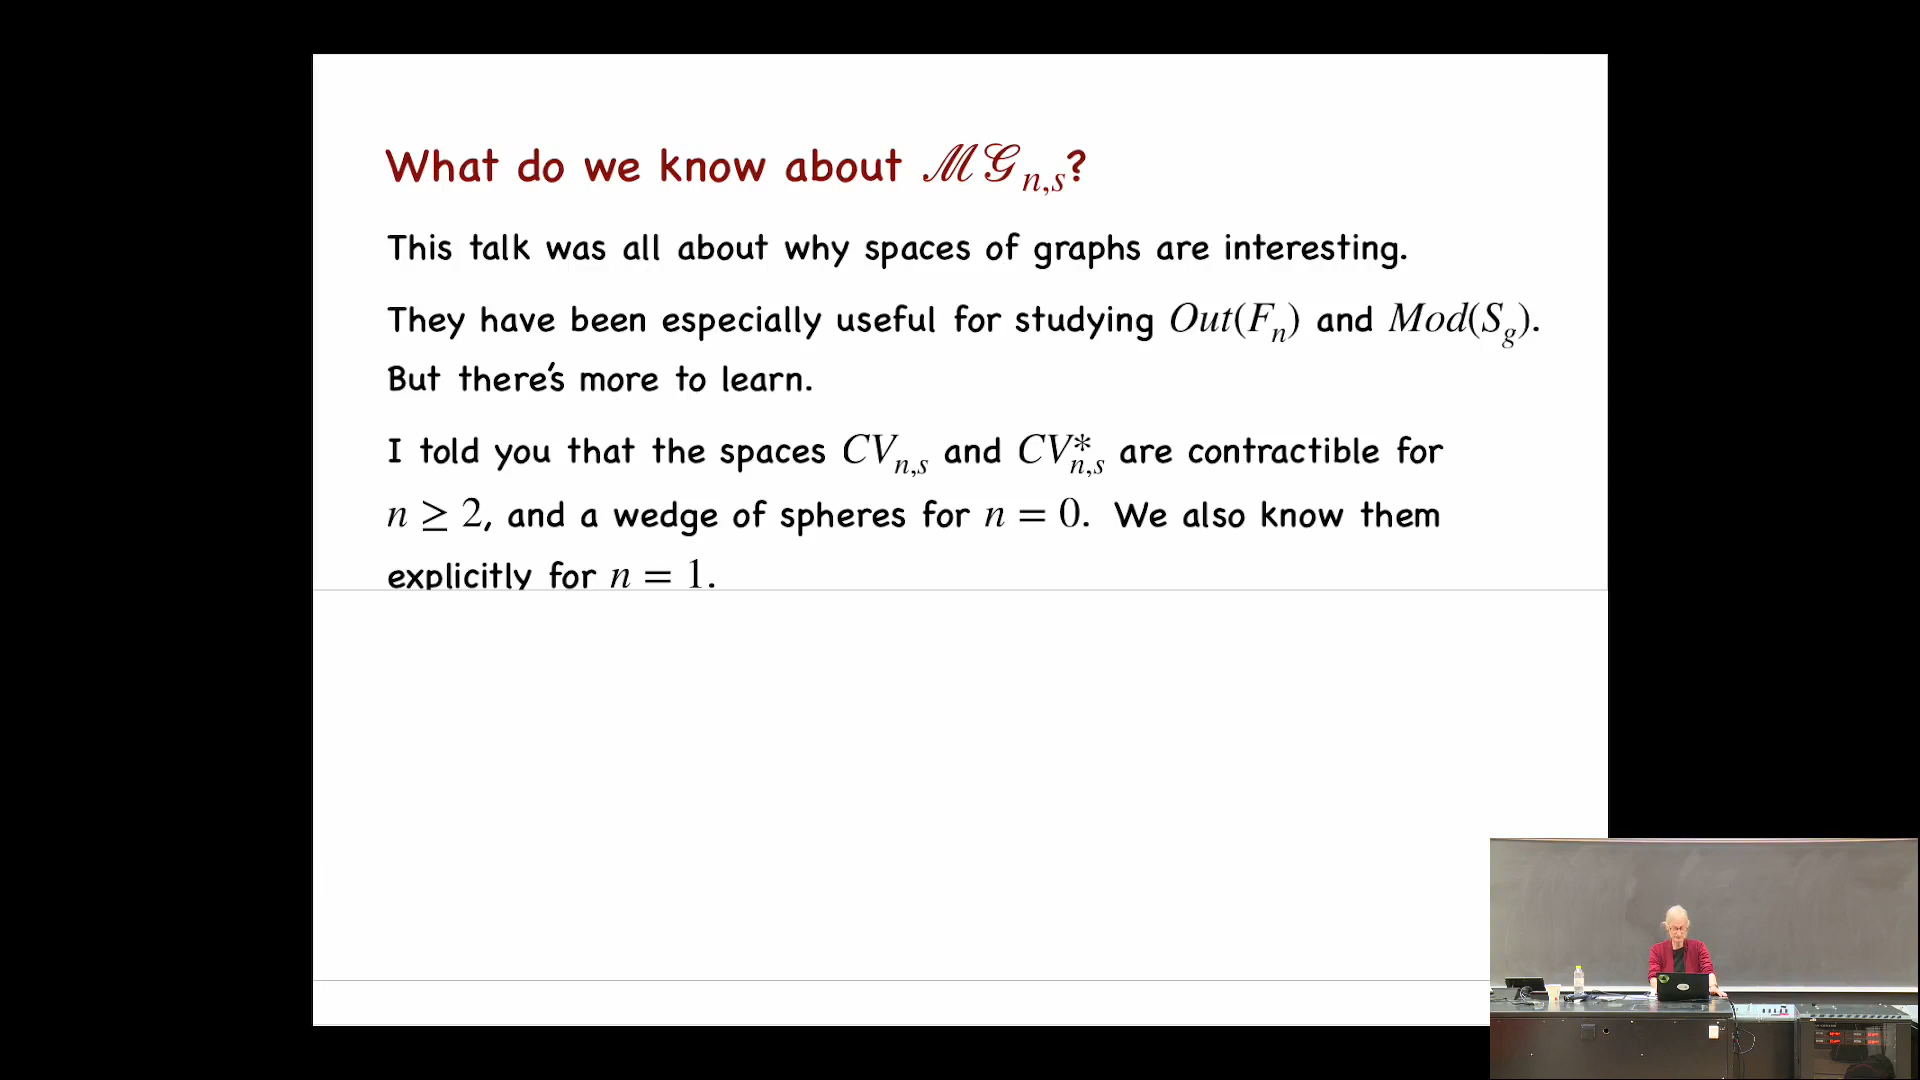 What do we know about ℳ𝒢_{n,s}?
This talk was all about why spaces of graphs are interesting.
They have been especially useful for studying Out(F_n) and Mod(S_g).
But there's more to learn.
I told you that the spaces CV_{n,s} and CV*_{n,s} are contractible for
n ≥ 2, and a wedge of spheres for n = 0. We also know them
explicitly for n = 1.